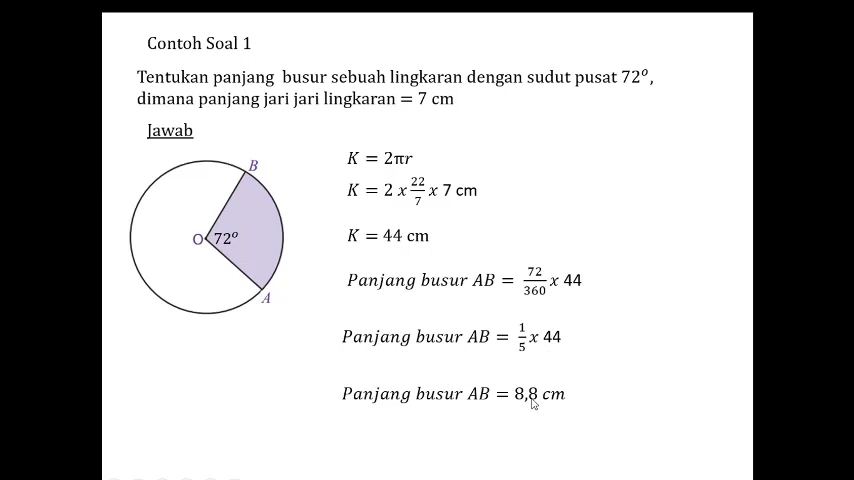 Contoh Soal 1
Tentukan panjang busur sebuah lingkaran dengan sudut pusat 72°,
dimana panjang jari jari lingkaran = 7 cm
Jawab
B
O 72°
A
K = 2πr
K = 2 x 22/7 x 7 cm
K = 44 cm
Panjang busur AB = 72/360 x 44
Panjang busur AB = 1/5 x 44
Panjang busur AB = 8,8 cm